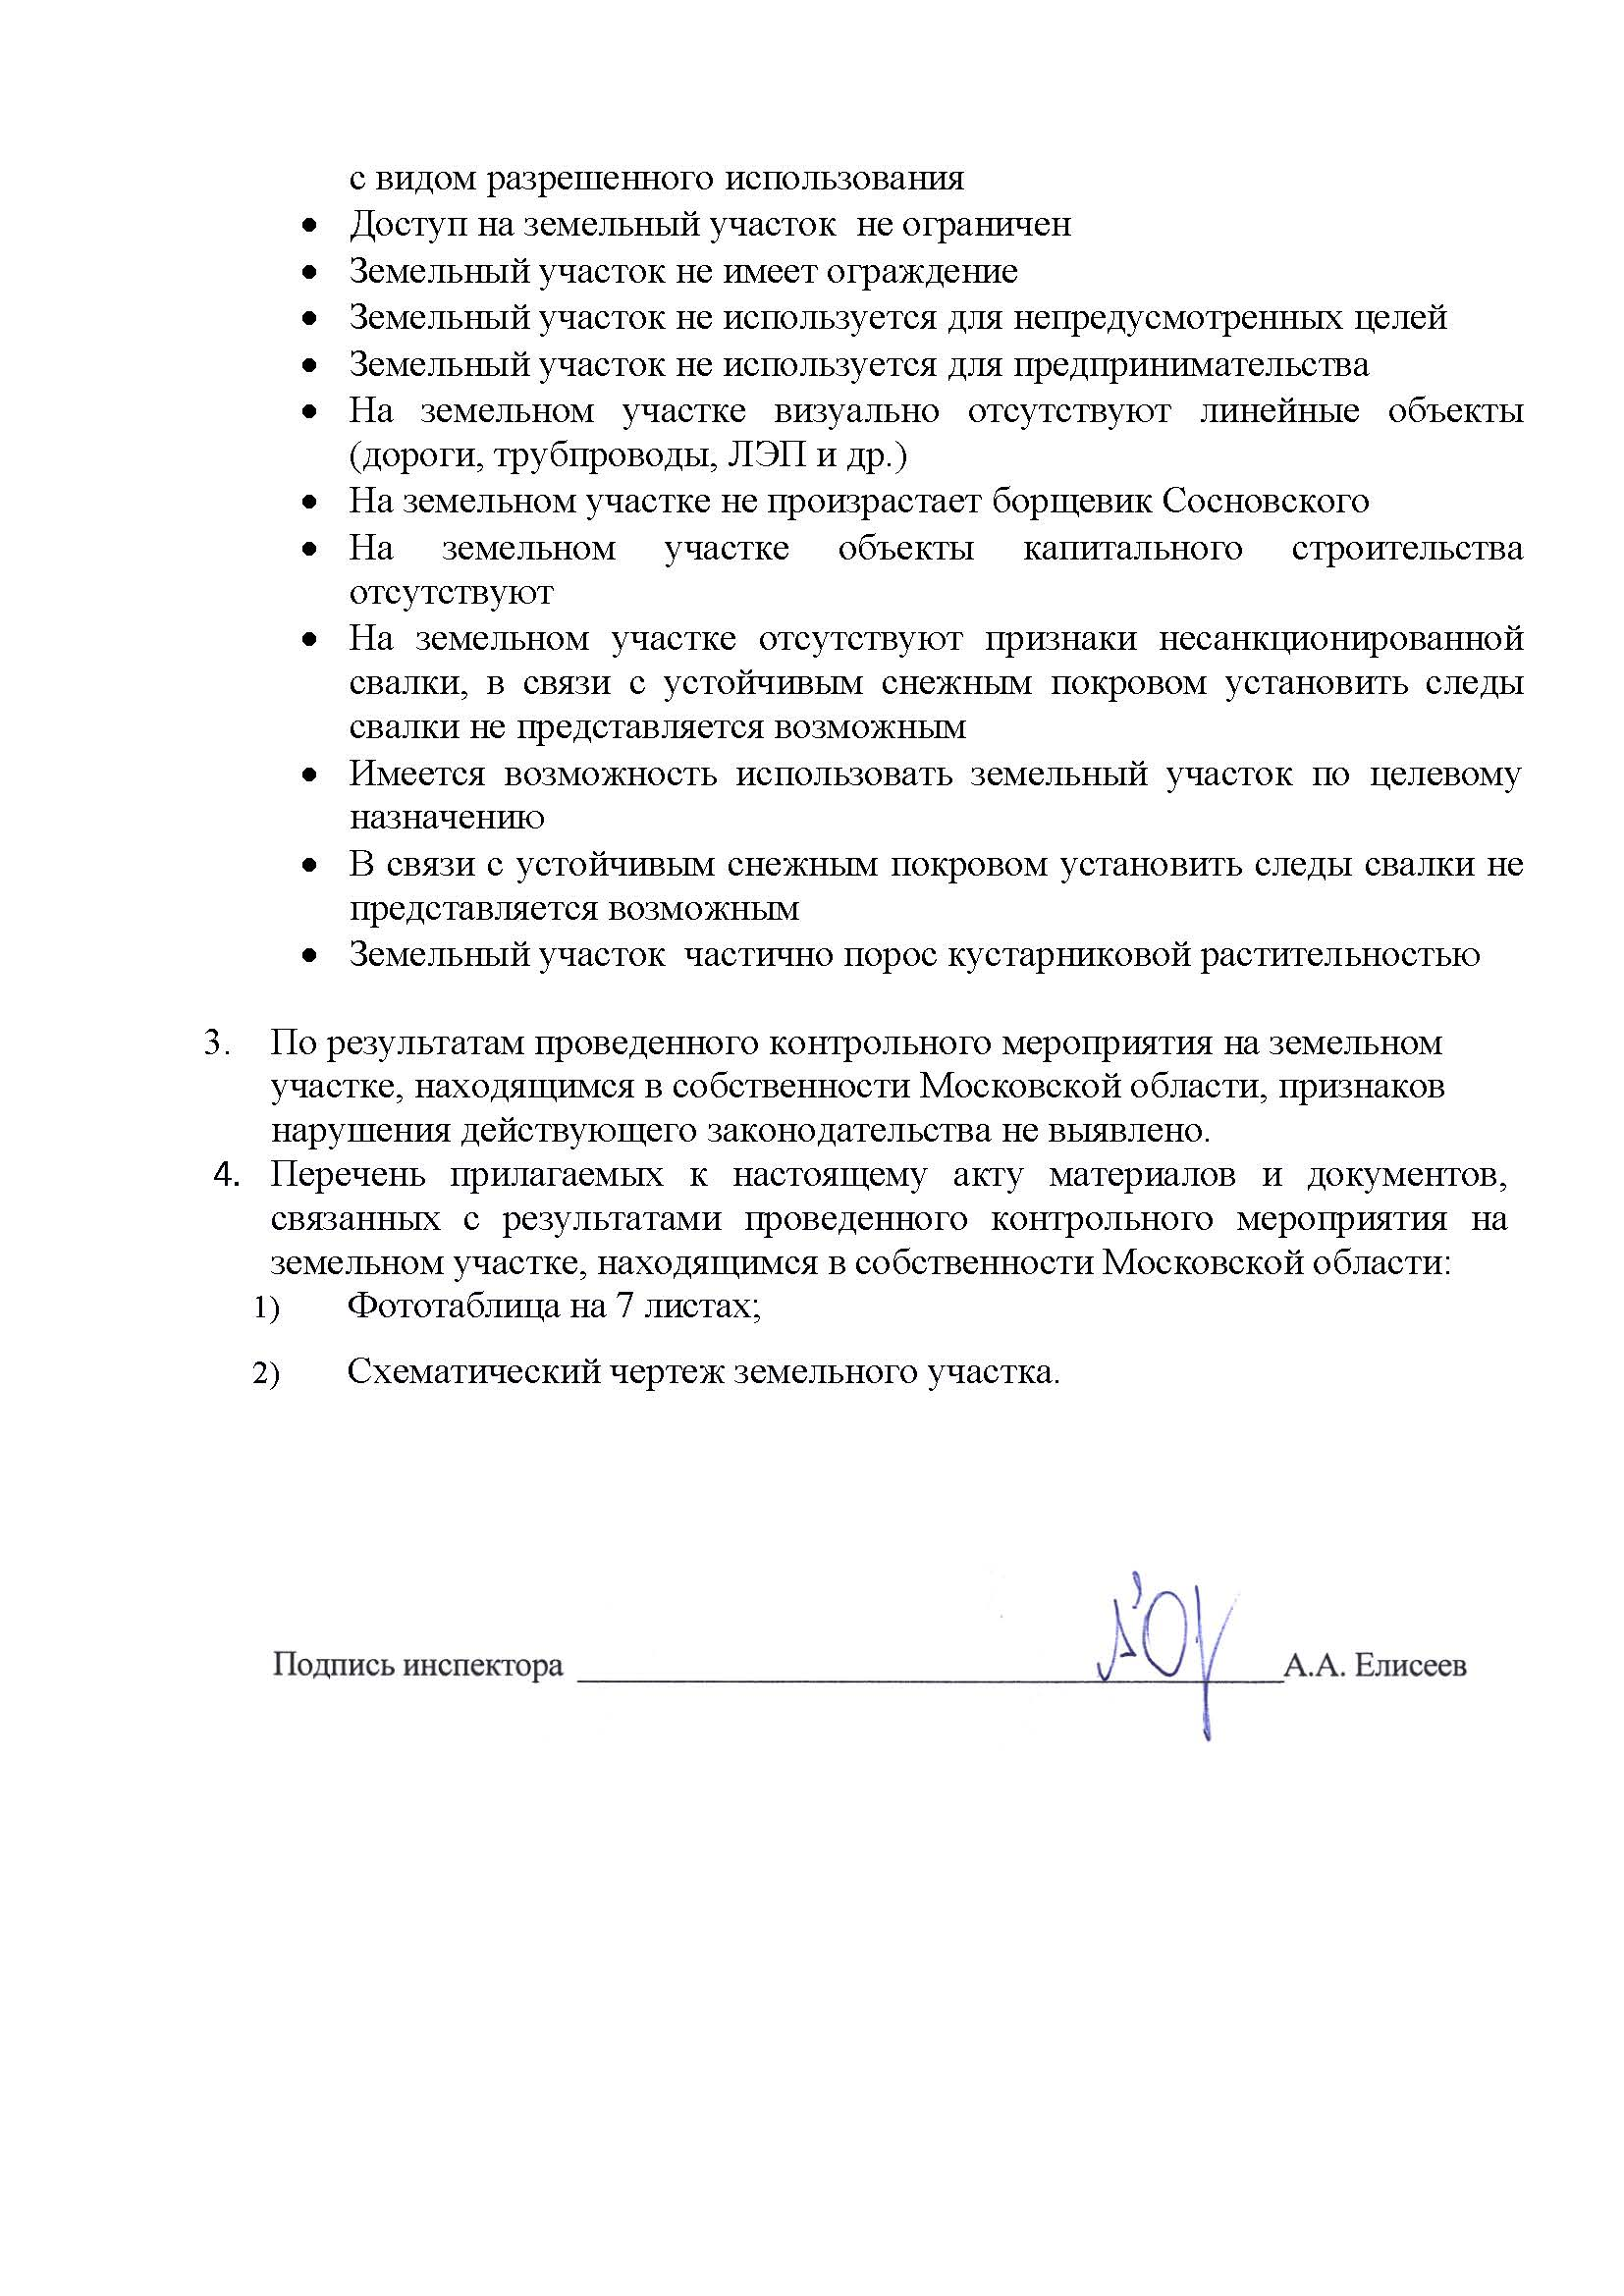 с видом разрешенного использования
• Доступ на земельный участок  не ограничен
• Земельный участок не имеет ограждение
• Земельный участок не используется для непредусмотренных целей
• Земельный участок не используется для предпринимательства
• На земельном участке визуально отсутствуют линейные объекты
(дороги, трубпроводы, ЛЭП и др.)
• На земельном участке не произрастает борщевик Сосновского
• На земельном участке объекты капитального строительства
отсутствуют
• На земельном участке отсутствуют признаки несанкционированной
свалки, в связи с устойчивым снежным покровом установить следы
свалки не представляется возможным
• Имеется возможность использовать земельный участок по целевому
назначению
• В связи с устойчивым снежным покровом установить следы свалки не
представляется возможным
• Земельный участок  частично порос кустарниковой растительностью
3. По результатам проведенного контрольного мероприятия на земельном
участке, находящимся в собственности Московской области, признаков
нарушения действующего законодательства не выявлено.
4. Перечень прилагаемых к настоящему акту материалов и документов,
связанных с результатами проведенного контрольного мероприятия на
земельном участке, находящимся в собственности Московской области:
1) Фототаблица на 7 листах;
2) Схематический чертеж земельного участка.
Подпись инспектора ____________________ А.А. Елисеев